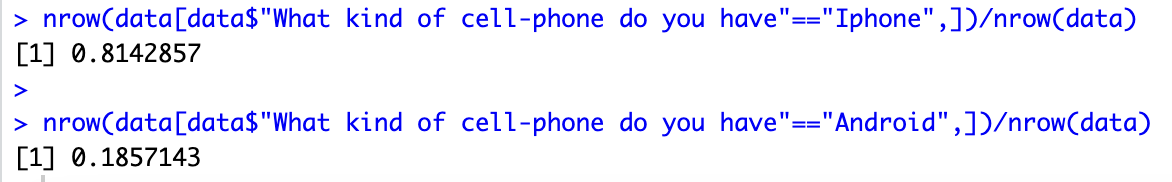 > nrow(data[data$"What kind of cell-phone do you have"=="Iphone",])/nrow(data)
[1] 0.8142857
>
> nrow(data[data$"What kind of cell-phone do you have"=="Android",])/nrow(data)
[1] 0.1857143